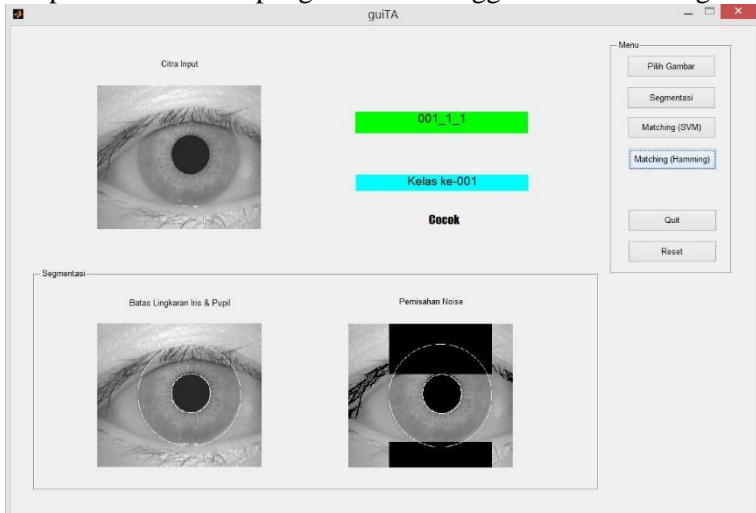 guiTA
Citra Input
001_1_1
Kelas ke-001
Cocok
Menu
Pilih Gambar
Segmentasi
Matching (SVM)
Matching (Hamming)
Quit
Reset
Segmentasi
Batas Lingkaran Iris & Pupil
Pemisahan Noise